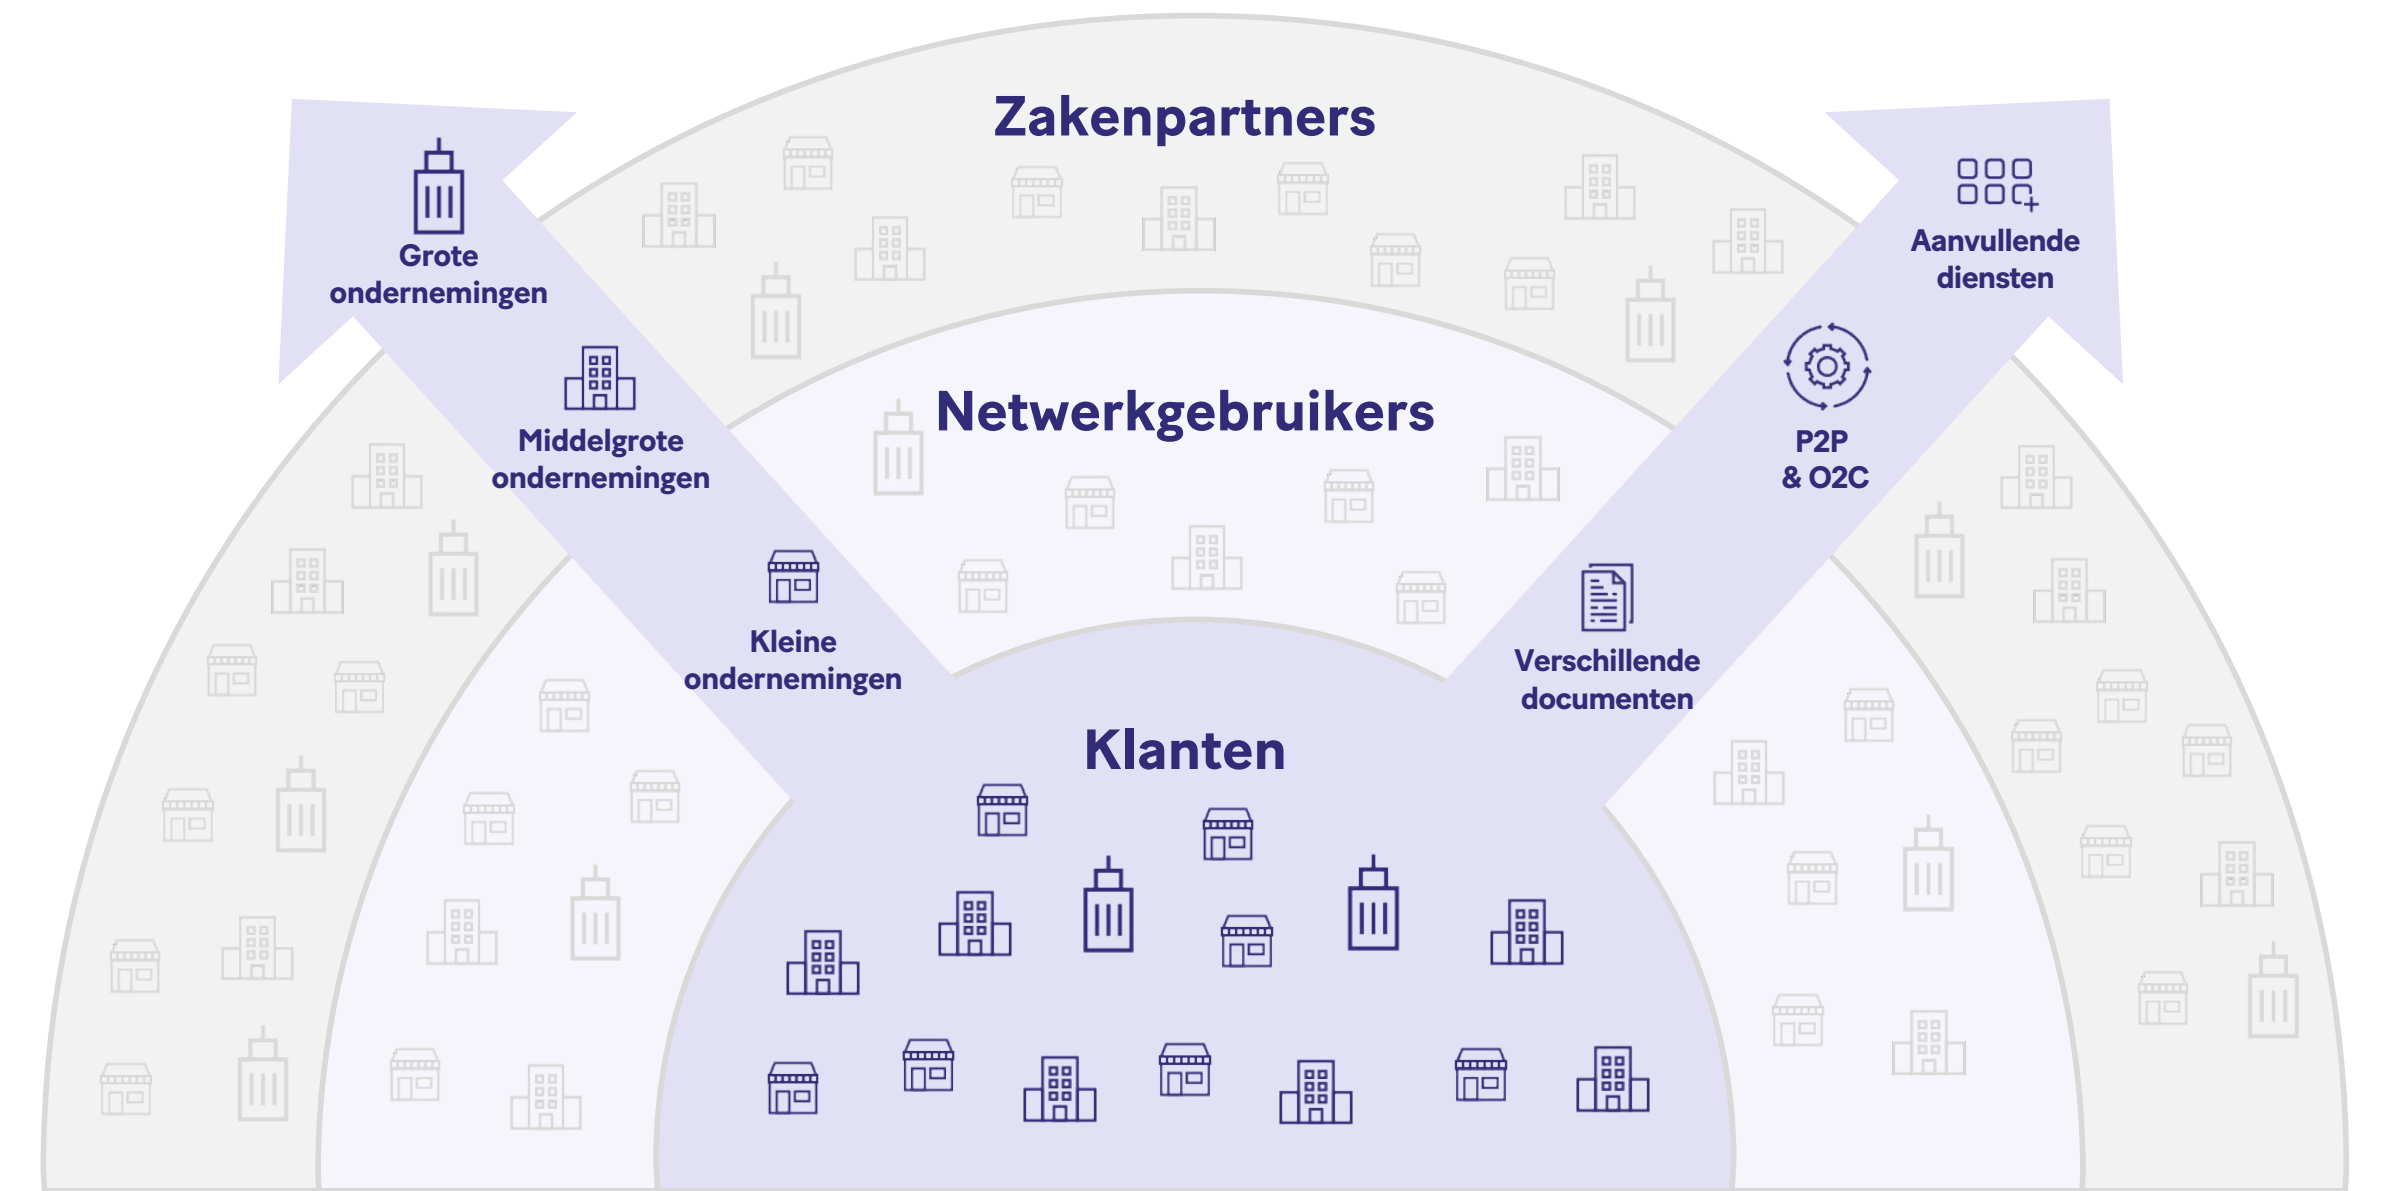 Zakenpartners
Grote
ondernemingen
Aanvullende
diensten
Netwerkgebruikers
Middelgrote
ondernemingen
P2P
& O2C
Kleine
ondernemingen
Verschillende
documenten
Klanten